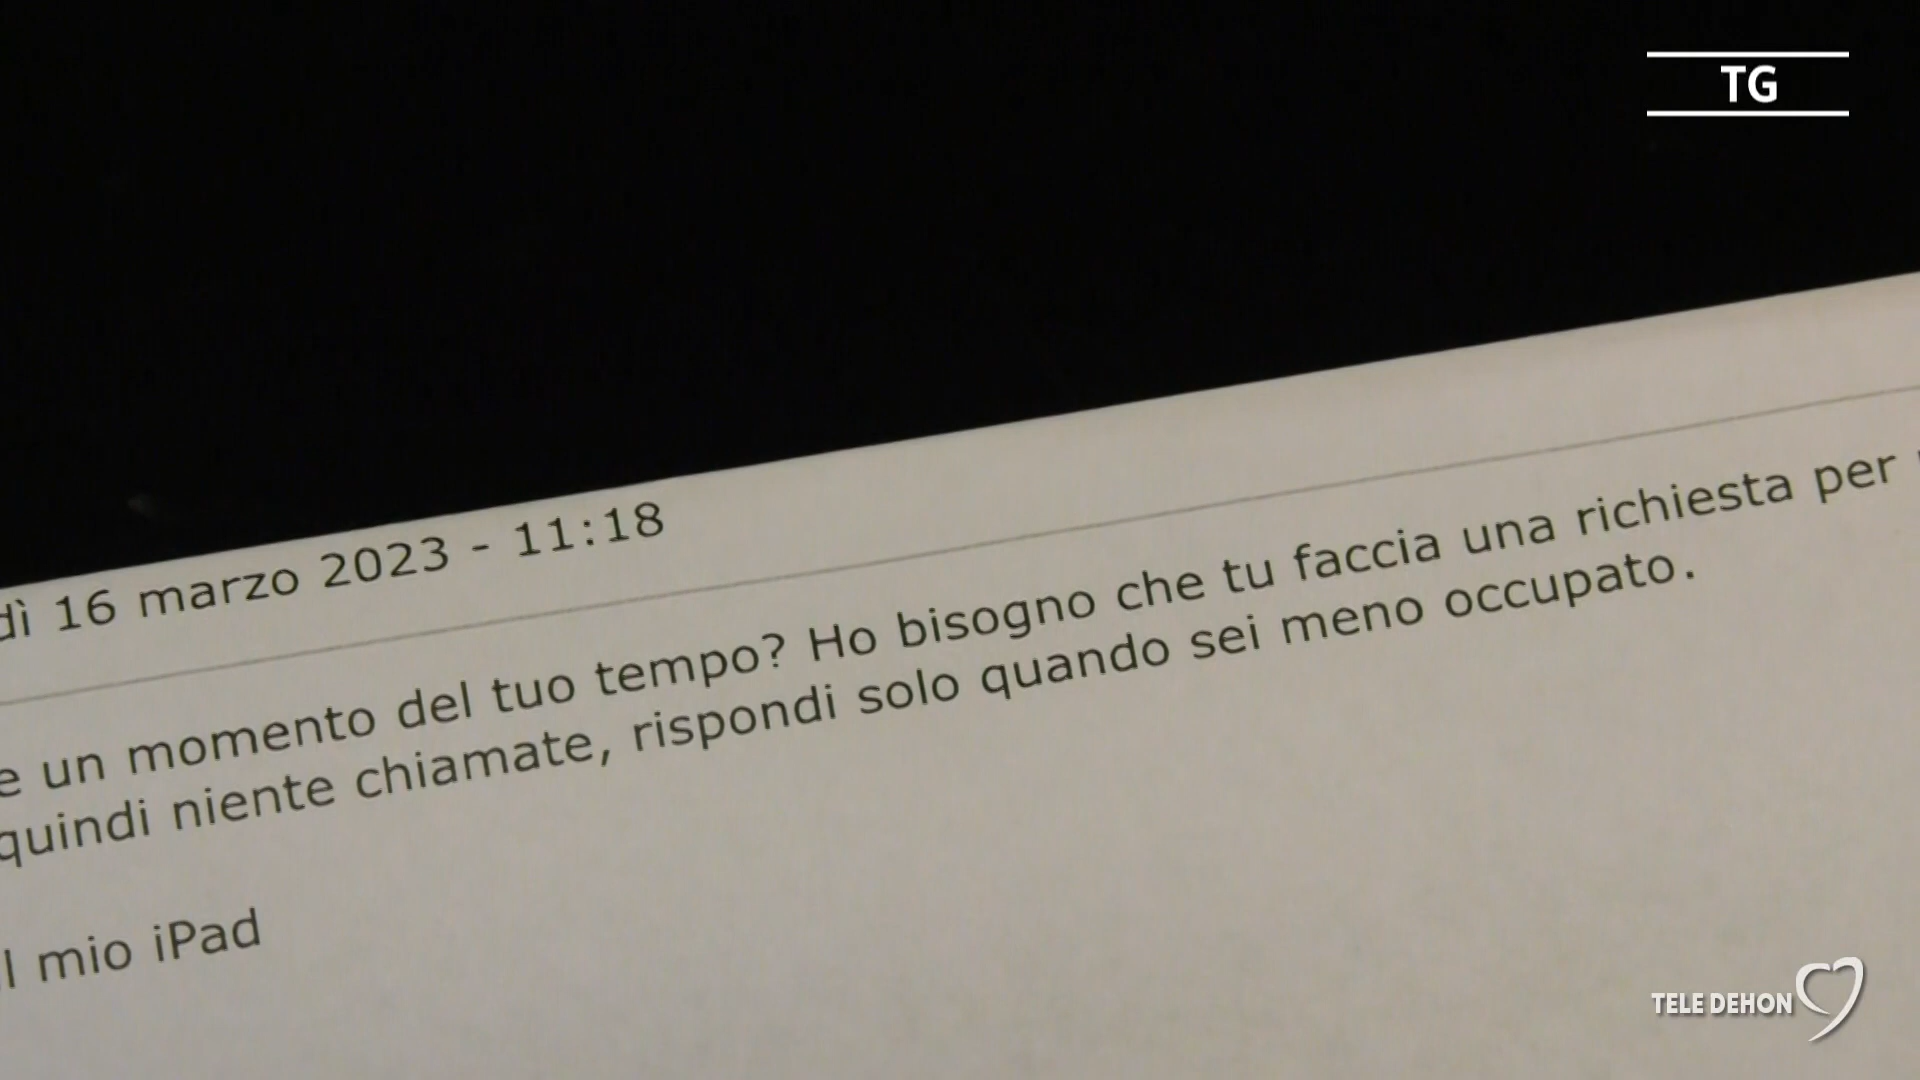 TG
dì 16 marzo 2023 - 11:18
e un momento del tuo tempo? Ho bisogno che tu faccia una richiesta per
quindi niente chiamate, rispondi solo quando sei meno occupato.
l mio iPad
TELE DEHON